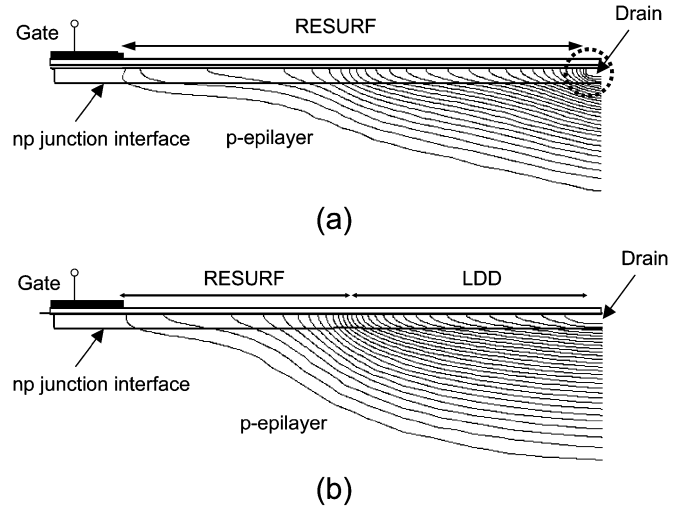 RESURF
Drain
Gate
np junction interface
p-epilayer
(a)
RESURF
LDD
Drain
Gate
np junction interface
p-epilayer
(b)